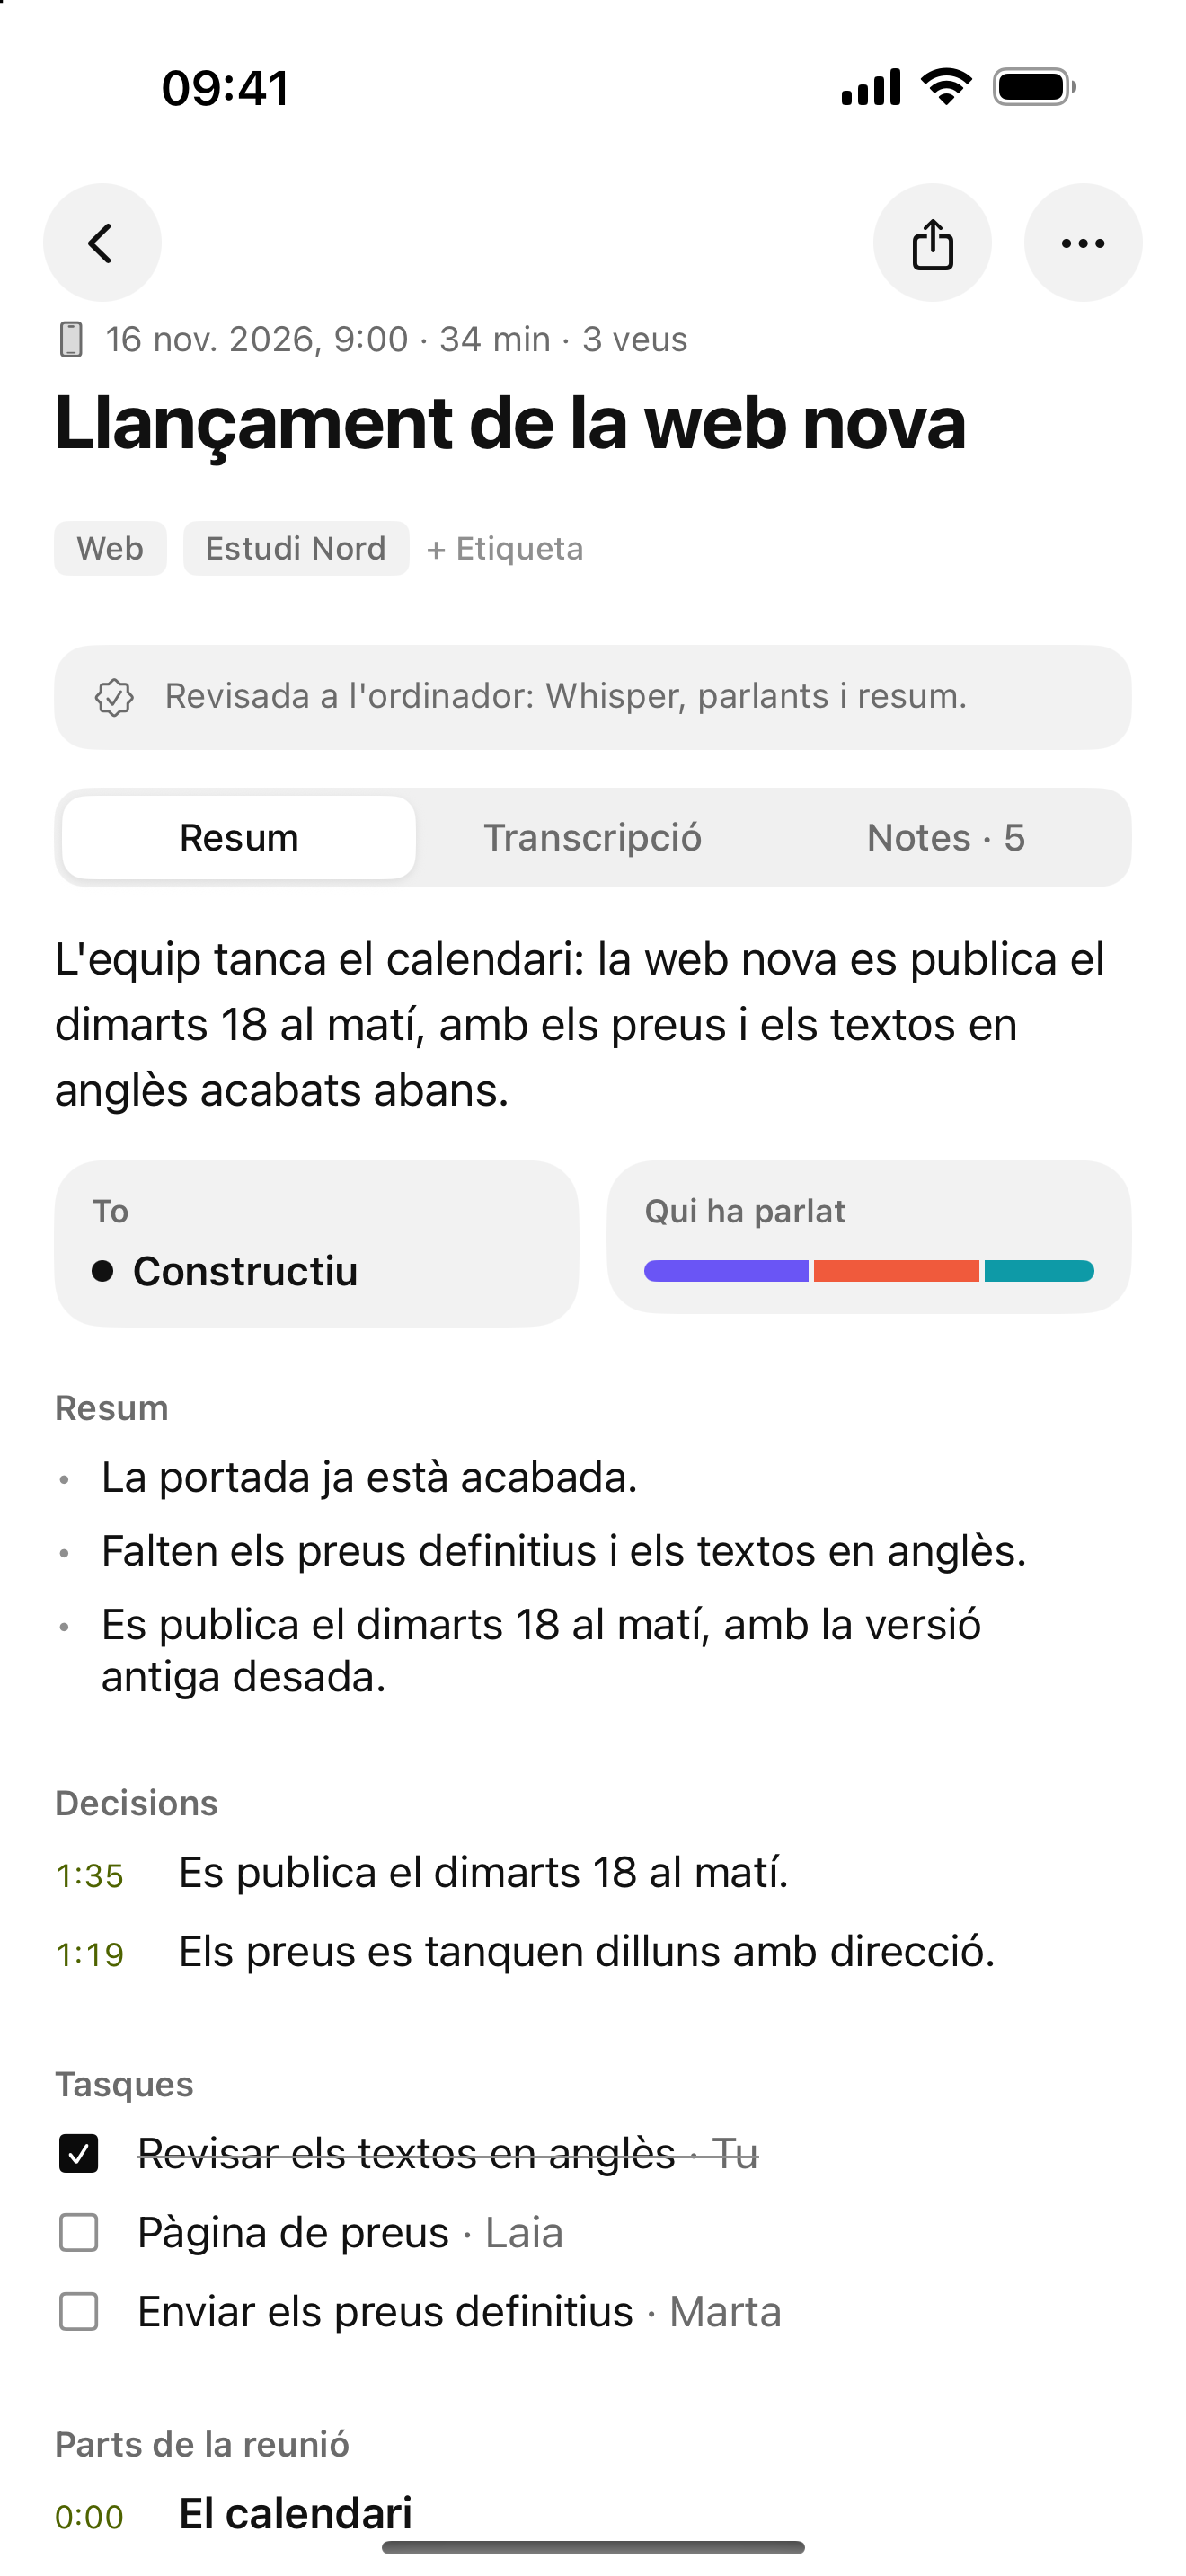 09:41
16 nov. 2026, 9:00 · 34 min · 3 veus
Llançament de la web nova
Web
Estudi Nord
+ Etiqueta
Revisada a l'ordinador: Whisper, parlants i resum.
Resum
Transcripció
Notes · 5
L'equip tanca el calendari: la web nova es publica el
dimarts 18 al matí, amb els preus i els textos en
anglès acabats abans.
To
Constructiu
Qui ha parlat
Resum
• La portada ja està acabada.
• Falten els preus definitius i els textos en anglès.
• Es publica el dimarts 18 al matí, amb la versió
antiga desada.
Decisions
1:35 Es publica el dimarts 18 al matí.
1:19 Els preus es tanquen dilluns amb direcció.
Tasques
Revisar els textos en anglès · Tu
Pàgina de preus · Laia
Enviar els preus definitius · Marta
Parts de la reunió
0:00 El calendari